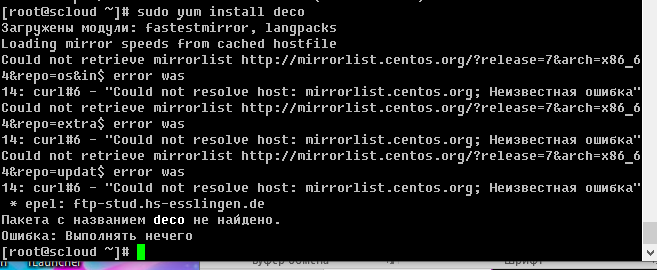 [root@scloud ~]# sudo yum install deco
Загружены модули: fastestmirror, langpacks
Loading mirror speeds from cached hostfile
Could not retrieve mirrorlist http://mirrorlist.centos.org/?release=7&arch=x86_6
4&repo=os&in$ error was
14: curl#6 - "Could not resolve host: mirrorlist.centos.org; Неизвестная ошибка"
Could not retrieve mirrorlist http://mirrorlist.centos.org/?release=7&arch=x86_6
4&repo=extra$ error was
14: curl#6 - "Could not resolve host: mirrorlist.centos.org; Неизвестная ошибка"
Could not retrieve mirrorlist http://mirrorlist.centos.org/?release=7&arch=x86_6
4&repo=updat$ error was
14: curl#6 - "Could not resolve host: mirrorlist.centos.org; Неизвестная ошибка"
 * epel: ftp-stud.hs-esslingen.de
Пакета с названием deco не найдено.
Ошибка: Выполнять нечего
[root@scloud ~]#
Буфер обмена Шрифт